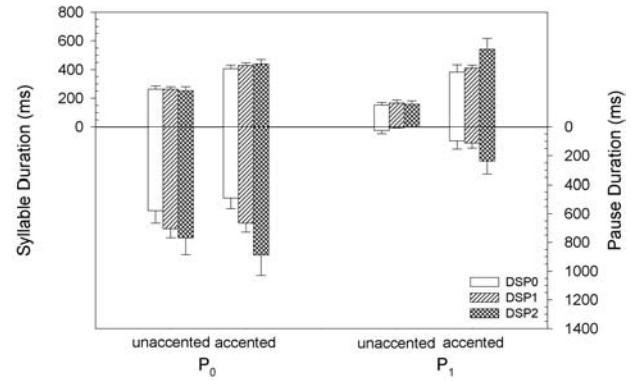 800
600
400
200
0
Syllable Duration (ms)
0
200
400
600
800
1000
1200
1400
Pause Duration (ms)
DSP0
DSP1
DSP2
unaccented accented
unaccented accented
P₀
P₁